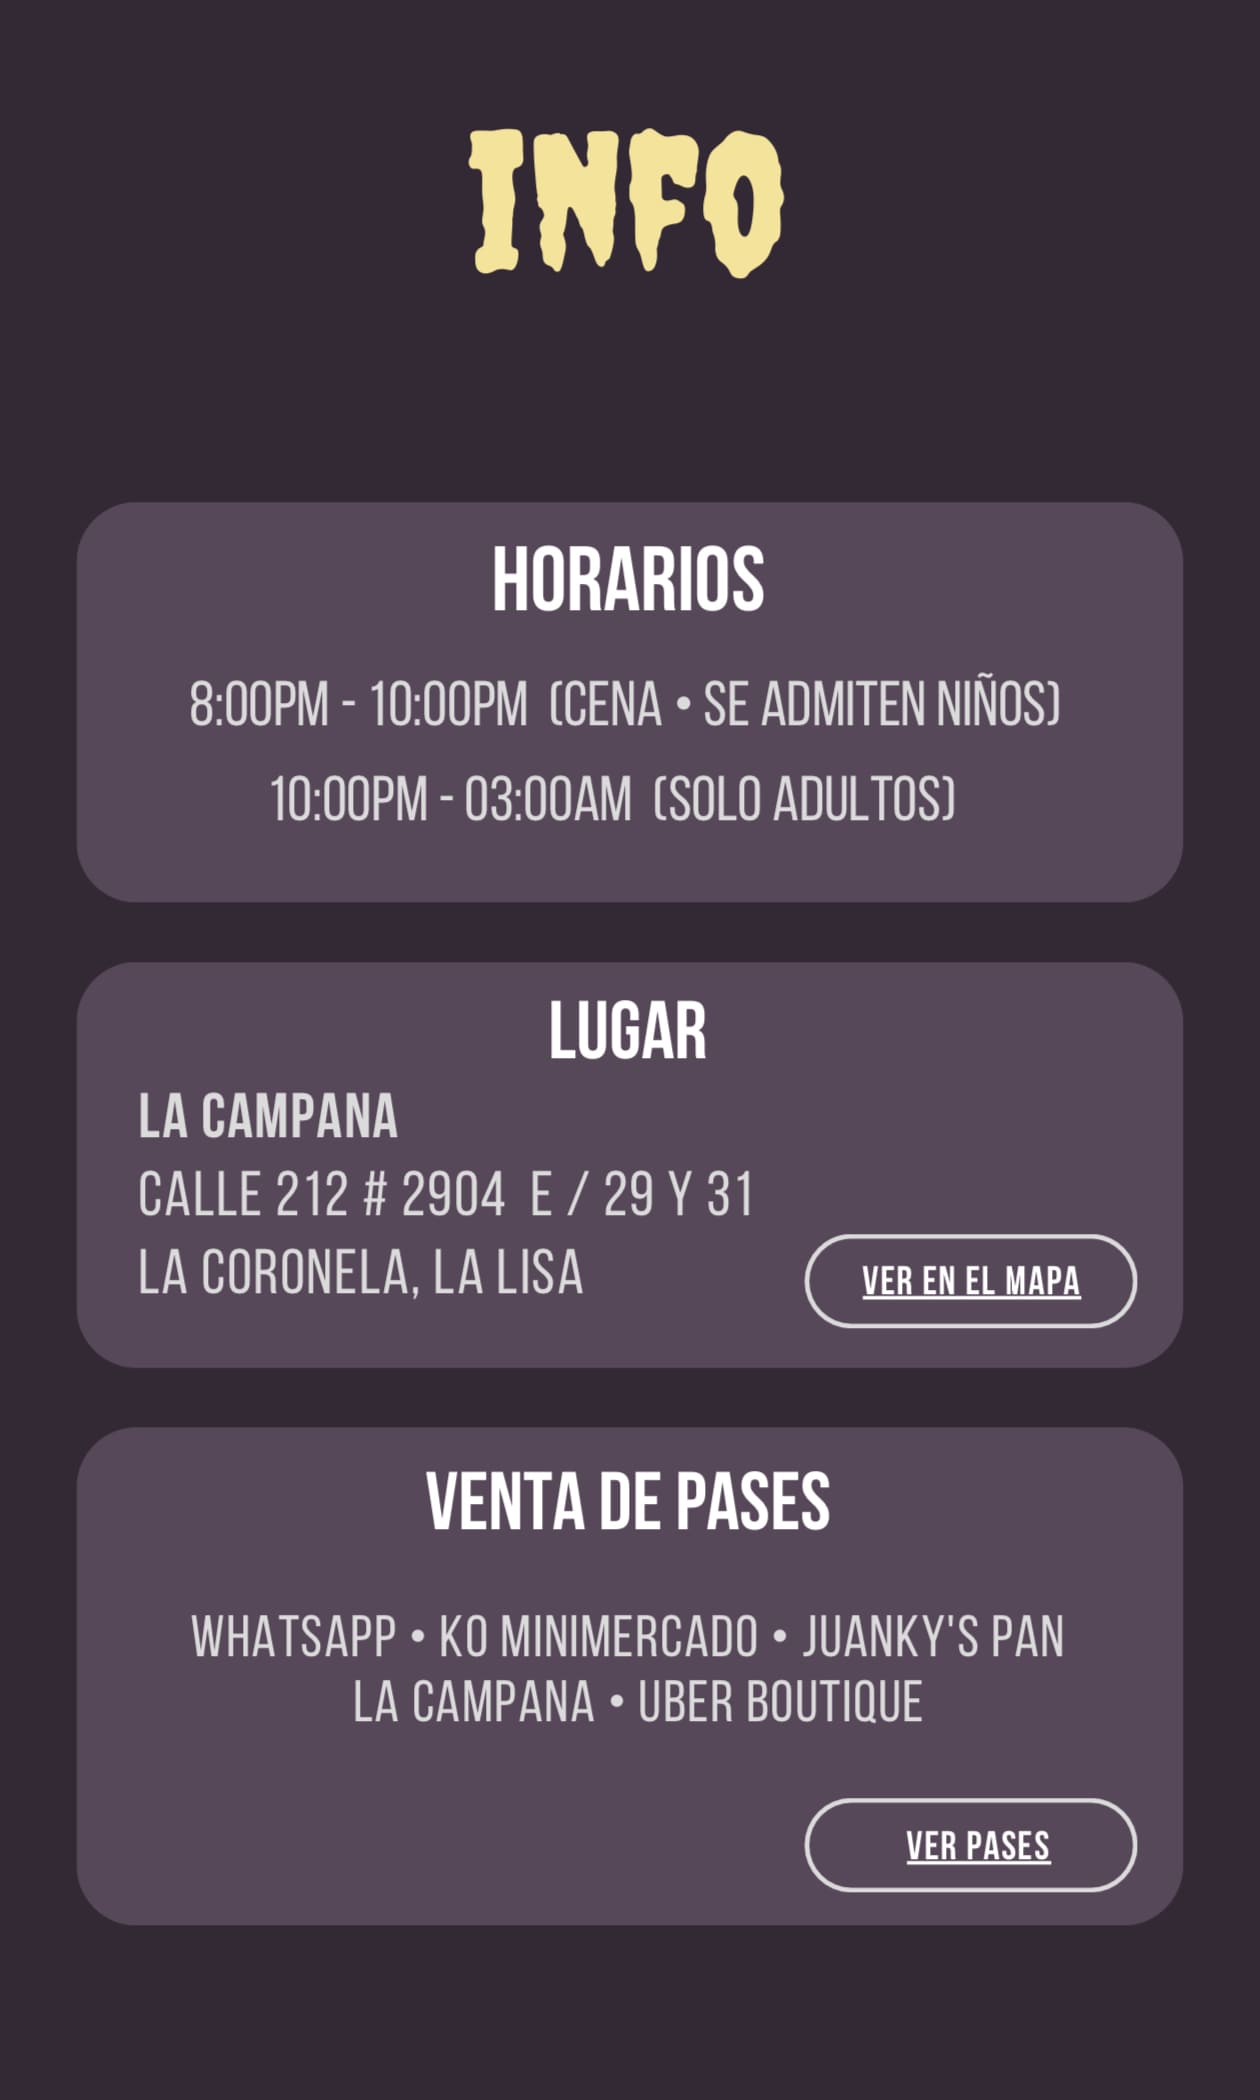 INFO
HORARIOS
8:00PM - 10:00PM (CENA • SE ADMITEN NIÑOS)
10:00PM - 03:00AM (SOLO ADULTOS)
LUGAR
LA CAMPANA
CALLE 212 # 2904 E / 29 Y 31
LA CORONELA, LA LISA
VER EN EL MAPA
VENTA DE PASES
WHATSAPP • KO MINIMERCADO • JUANKY'S PAN
LA CAMPANA • UBER BOUTIQUE
VER PASES